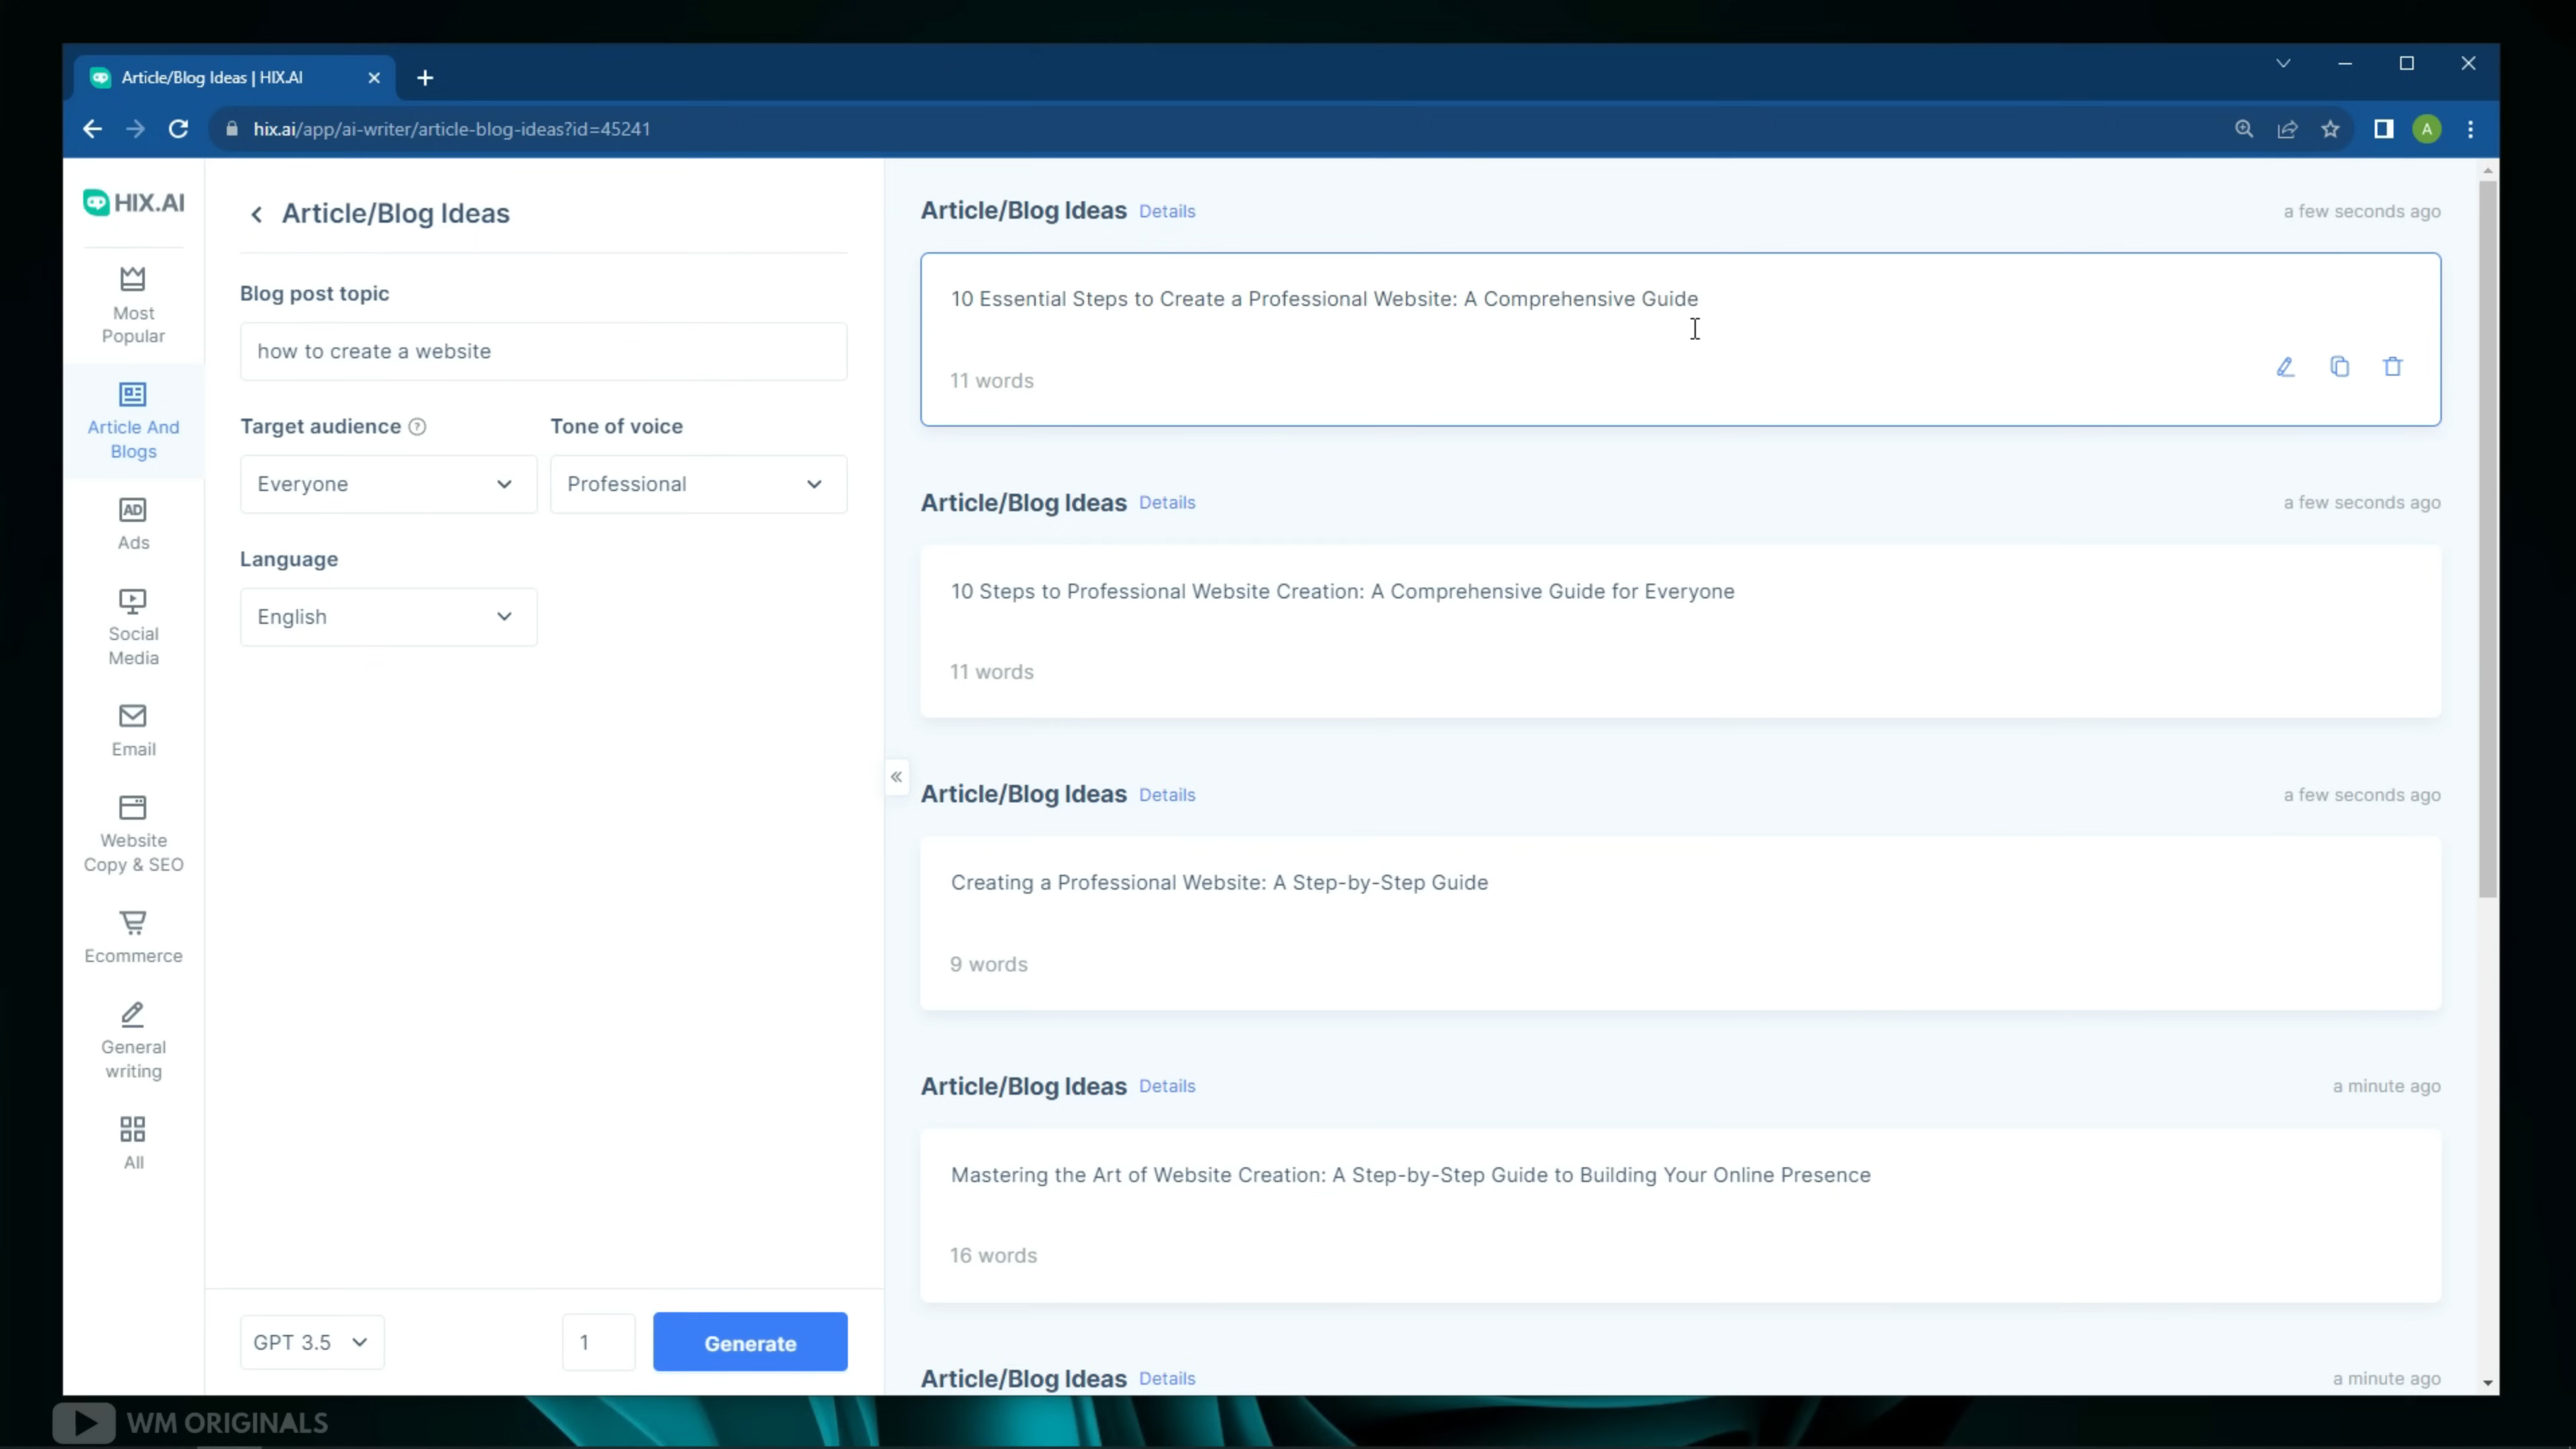 Article/Blog Ideas | HIX.AI
hix.ai/app/ai-writer/article-blog-ideas?id=45241
A
HIX.AI
Most
Popular
Article And
Blogs
AD
Ads
Social
Media
Email
Website
Copy & SEO
Ecommerce
General
writing
All
Article/Blog Ideas
Blog post topic
how to create a website
Target audience ?
Tone of voice
Everyone
Professional
Language
English
GPT 3.5
1
Generate
Article/Blog Ideas Details a few seconds ago
10 Essential Steps to Create a Professional Website: A Comprehensive Guide
11 words
Article/Blog Ideas Details a few seconds ago
10 Steps to Professional Website Creation: A Comprehensive Guide for Everyone
11 words
Article/Blog Ideas Details a few seconds ago
Creating a Professional Website: A Step-by-Step Guide
9 words
Article/Blog Ideas Details a minute ago
Mastering the Art of Website Creation: A Step-by-Step Guide to Building Your Online Presence
16 words
Article/Blog Ideas Details a minute ago
WM ORIGINALS